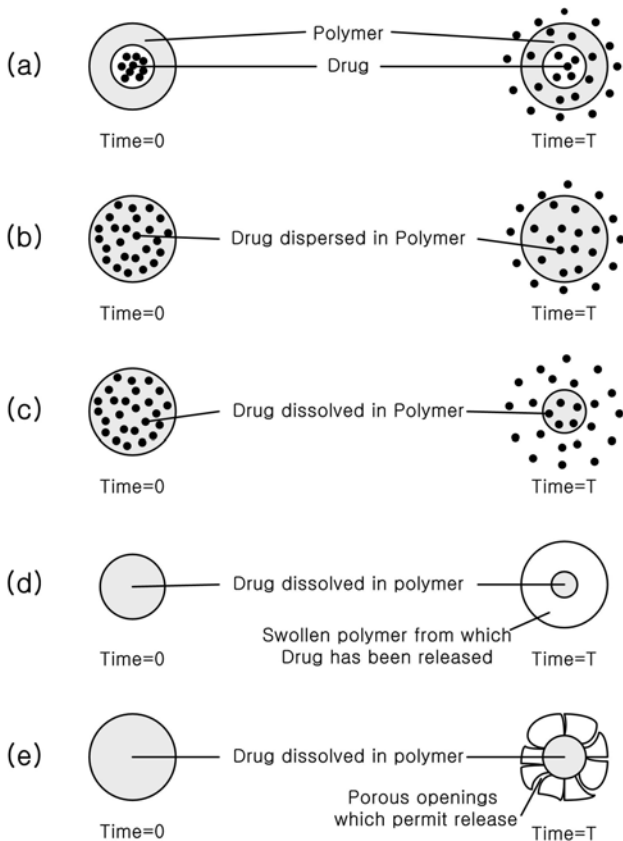 (a)
Polymer
Drug
Time=0
Time=T
(b)
Drug dispersed in Polymer
Time=0
Time=T
(c)
Drug dissolved in Polymer
Time=0
Time=T
(d)
Drug dissolved in polymer
Swollen polymer from which
Drug has been released
Time=0
Time=T
(e)
Drug dissolved in polymer
Porous openings
which permit release
Time=0
Time=T